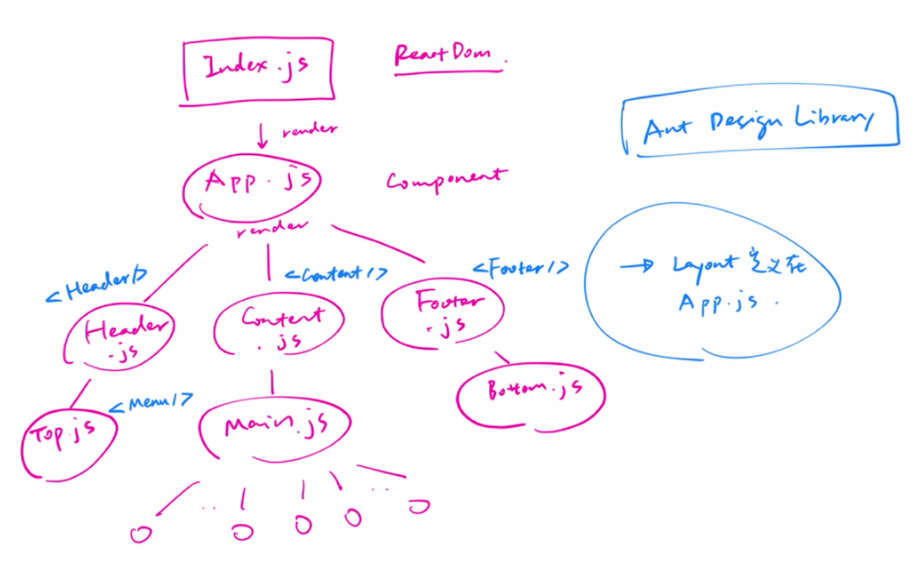 Index.js
ReactDom.
render
App.js
Component
render
Ant Design Library
<Header/>
<Content/>
<Footer/>
→ Layout 定义在
App.js.
Header
.js
Content
.js
Footer
.js
<Menu/>
Top.js
Main.js
Bottom.js